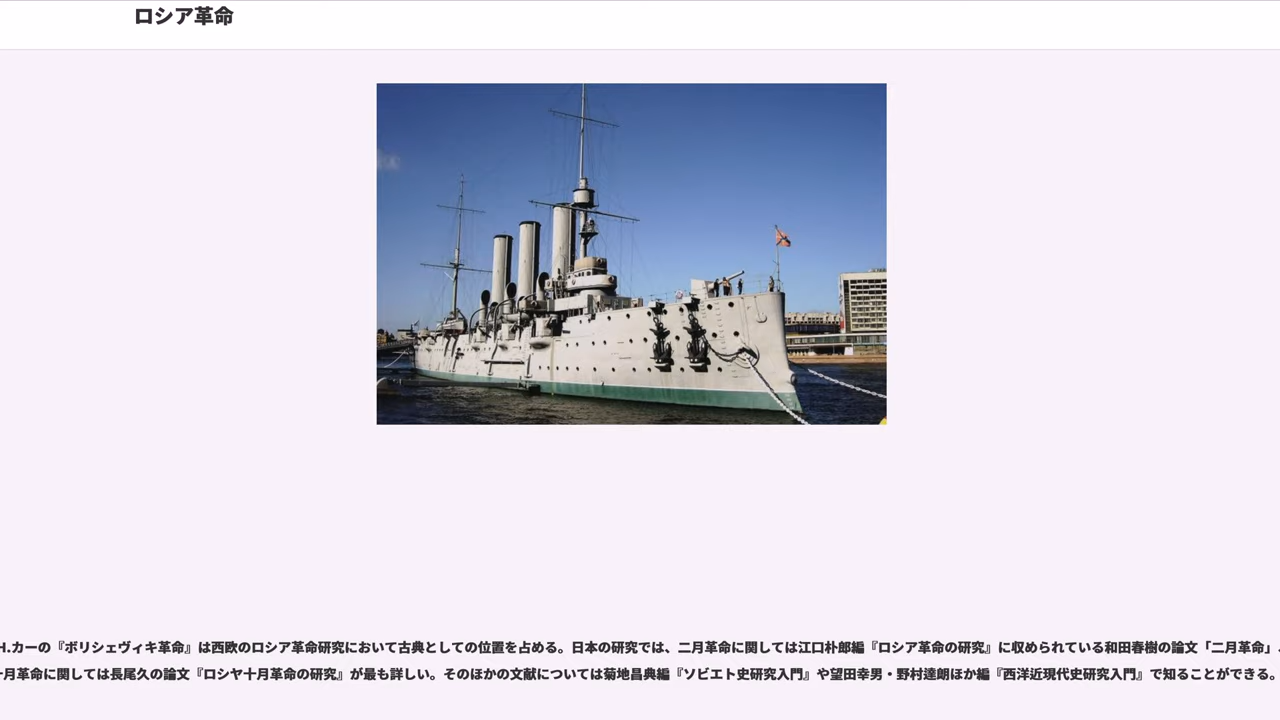 ロシア革命
H.カーの『ボリシェヴィキ革命』は西欧のロシア革命研究において古典としての位置を占める。日本の研究では、二月革命に関しては江口朴郎編『ロシア革命の研究』に収められている和田春樹の論文「二月革命」
月革命に関しては長尾久の論文『ロシヤ十月革命の研究』が最も詳しい。そのほかの文献については菊地昌典編『ソビエト史研究入門』や望田幸男・野村達朗ほか編『西洋近現代史研究入門』で知ることができる。